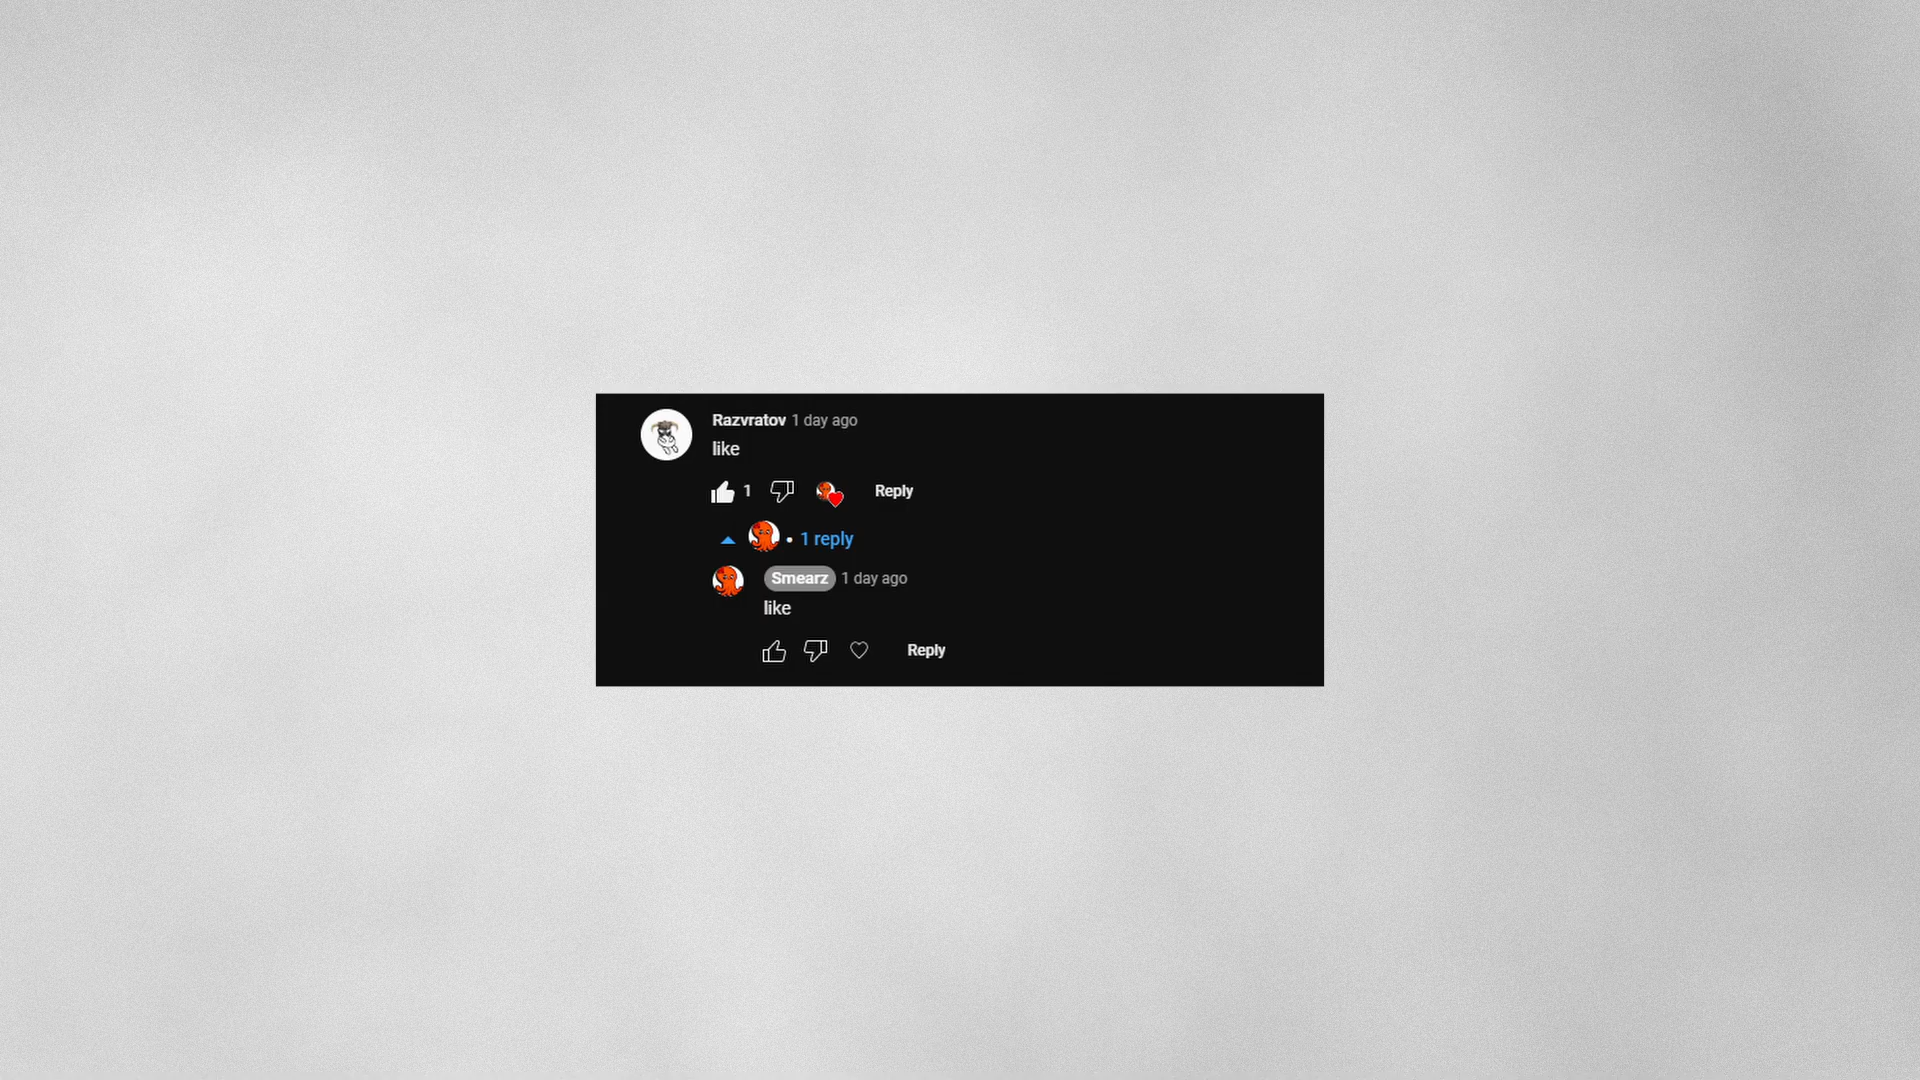 Razvratov 1 day ago
like
1 Reply
• 1 reply
Smearz 1 day ago
like
Reply